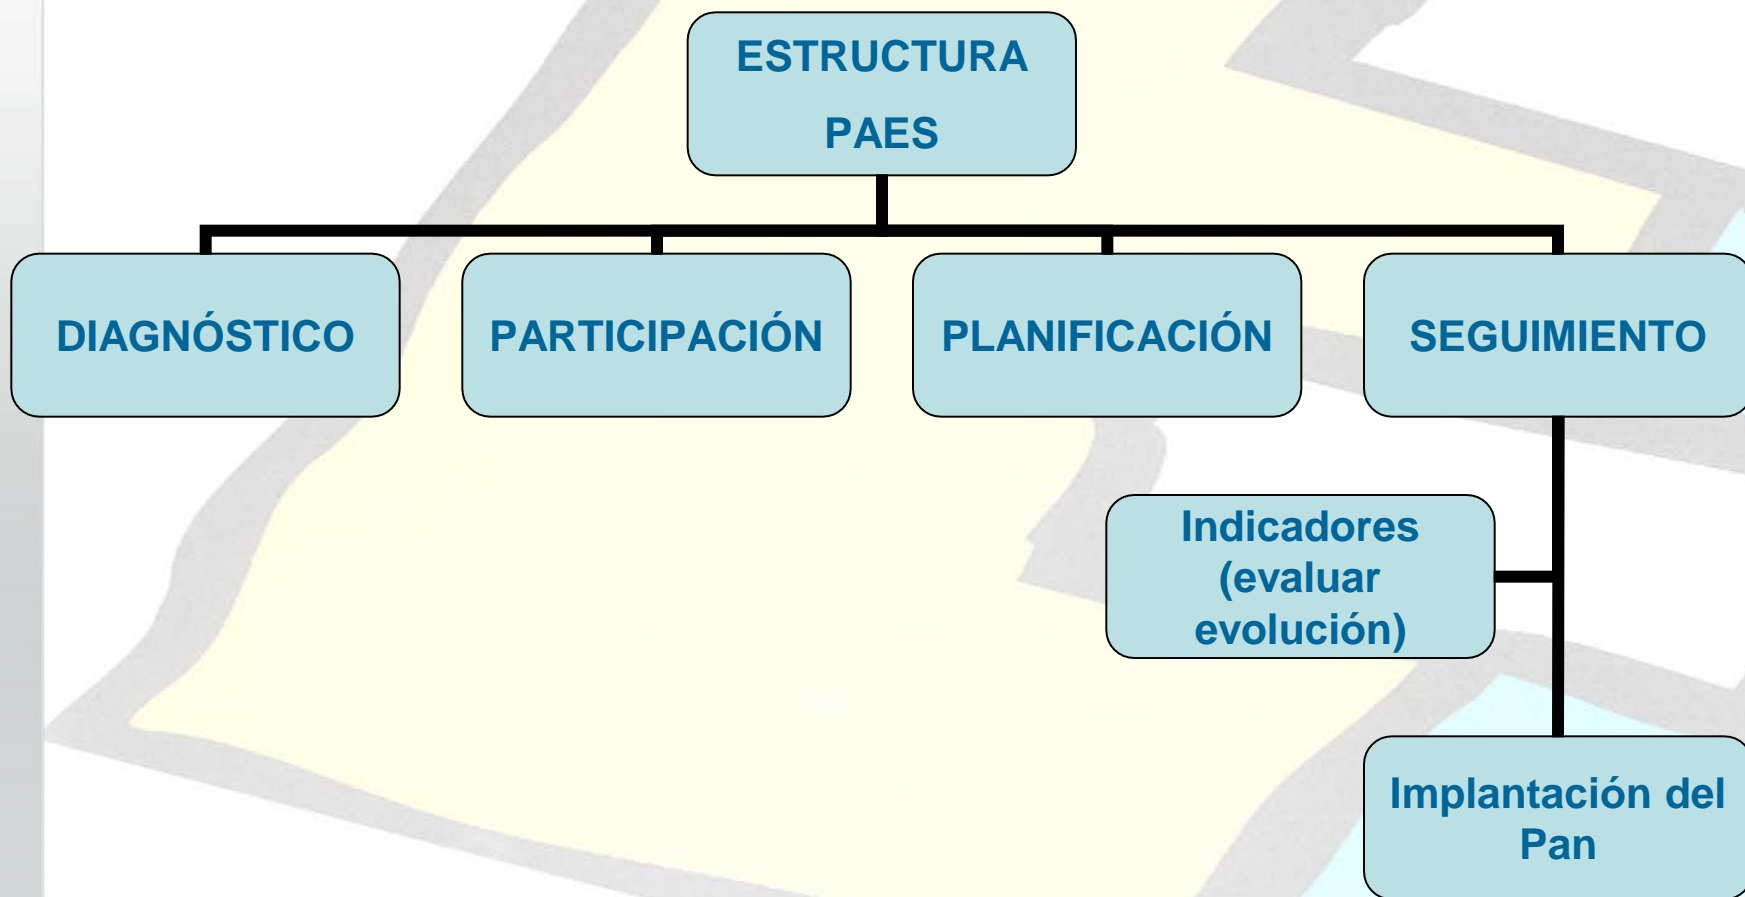 ESTRUCTURA
PAES
DIAGNÓSTICO
PARTICIPACIÓN
PLANIFICACIÓN
SEGUIMIENTO
Indicadores
(evaluar
evolución)
Implantación del
Pan